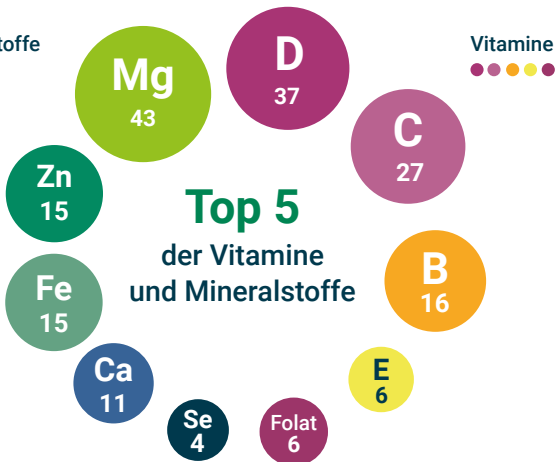 toffe
Vitamine
Mg
43
D
37
C
27
Zn
15
Top 5
der Vitamine
und Mineralstoffe
B
16
Fe
15
Ca
11
E
6
Se
4
Folat
6